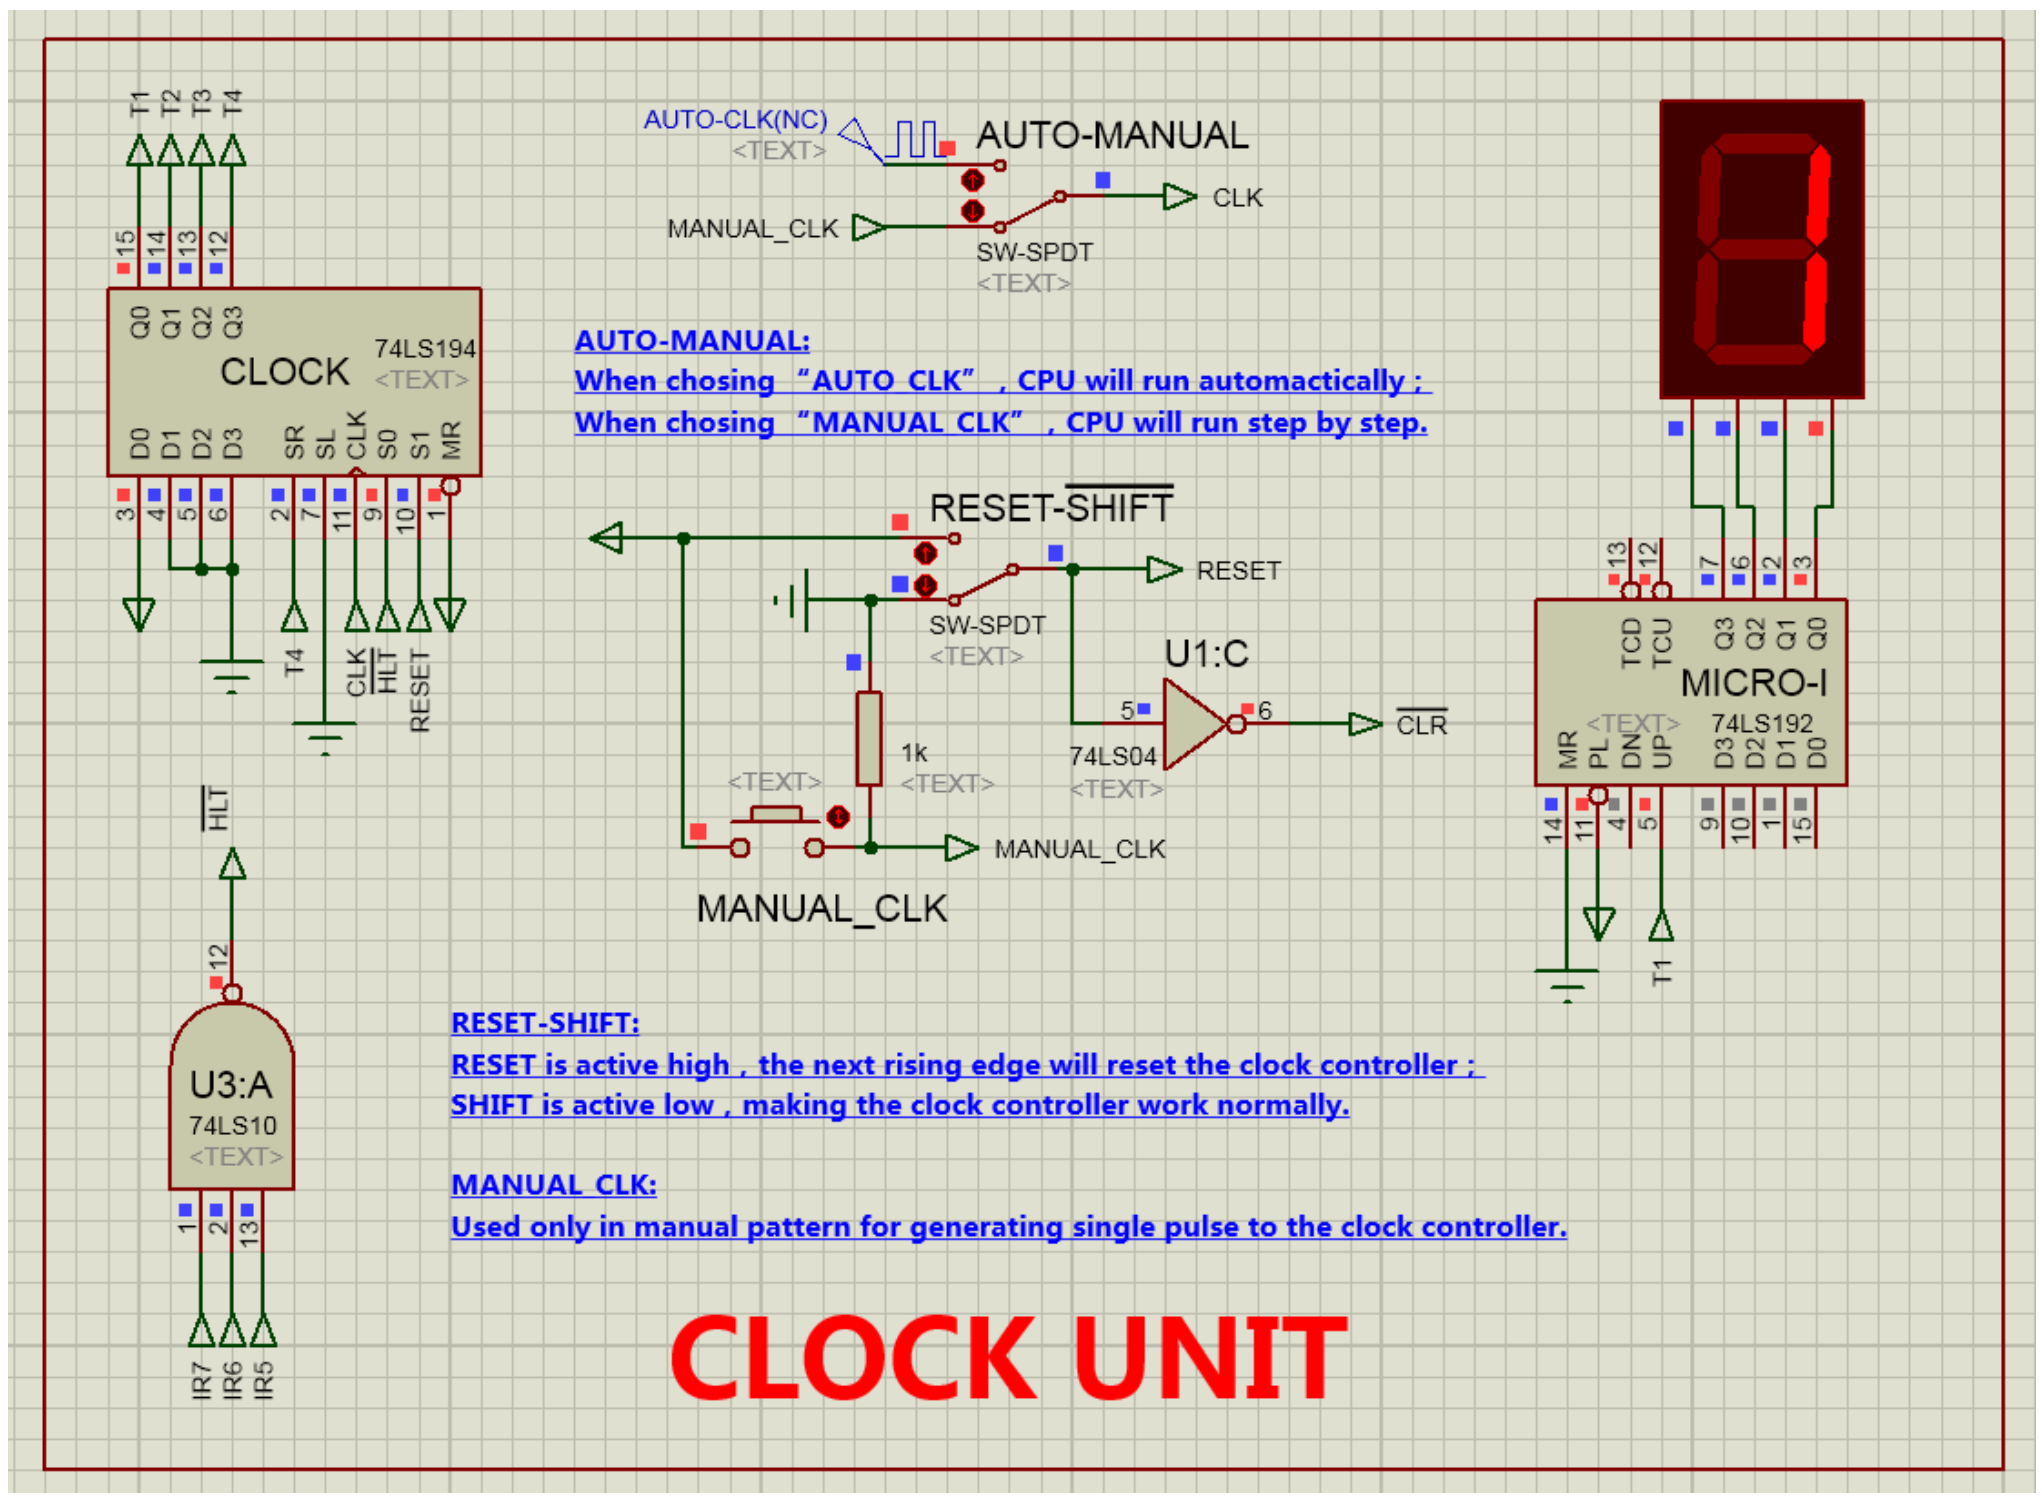 T1 T2 T3 T4
15 14 13 12
Q0 Q1 Q2 Q3
CLOCK
74LS194
<TEXT>
D0 D1 D2 D3 SR SL CLK S0 S1 MR
3 4 5 6 2 7 11 9 10 1
T4 CLK HLT RESET
AUTO-CLK(NC)
<TEXT>
AUTO-MANUAL
MANUAL_CLK
CLK
SW-SPDT
<TEXT>
AUTO-MANUAL:
When chosing “AUTO_CLK” , CPU will run automactically ;
When chosing “MANUAL_CLK” , CPU will run step by step.
RESET-SHIFT
RESET
SW-SPDT
<TEXT>
U1:C
5 6
CLR
74LS04
<TEXT>
1k
<TEXT>
<TEXT>
MANUAL_CLK
MANUAL_CLK
1
13 12 7 6 2 3
TCD TCU Q3 Q2 Q1 Q0
MICRO-I
<TEXT>
74LS192
MR PL DN UP D3 D2 D1 D0
14 11 4 5 9 10 1 15
T1
HLT
12
U3:A
74LS10
<TEXT>
1 2 13
IR7 IR6 IR5
RESET-SHIFT:
RESET is active high , the next rising edge will reset the clock controller ;
SHIFT is active low , making the clock controller work normally.
MANUAL_CLK:
Used only in manual pattern for generating single pulse to the clock controller.
CLOCK UNIT